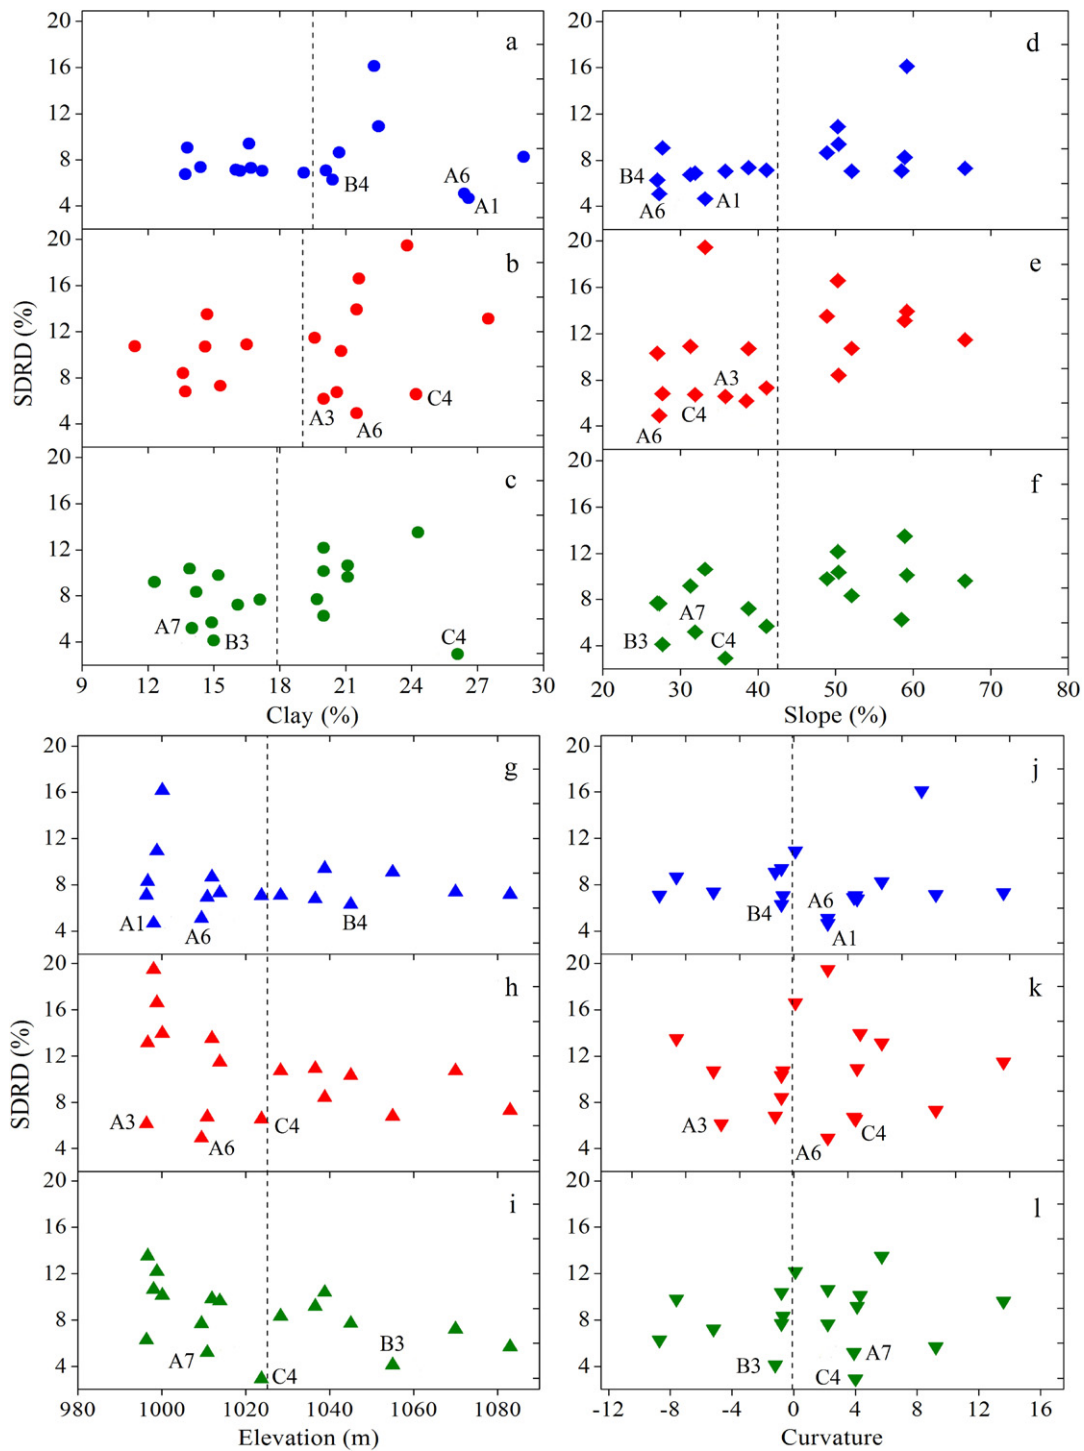 20 a 20 d
16 16
12 12
8 A6 8 B4
4 B4 A1 4 A6 A1
20 b 20 e
16 16
12 12
8 C4 8 A3
4 A3 A6 4 A6 C4
20 c 20 f
16 16
12 12
8 8 A7
4 A7 B3 C4 4 B3 C4
SDRD (%)
9 12 15 18 21 24 27 30 20 30 40 50 60 70 80
Clay (%) Slope (%)
20 g 20 j
16 16
12 12
8 8 B4 A6
4 A1 A6 B4 4 A1
20 h 20 k
16 16
12 12
8 8
4 A3 A6 C4 4 A3 A6 C4
20 i 20 l
16 16
12 12
8 8
4 A7 C4 B3 4 B3 C4 A7
SDRD (%)
980 1000 1020 1040 1060 1080 -12 -8 -4 0 4 8 12 16
Elevation (m) Curvature